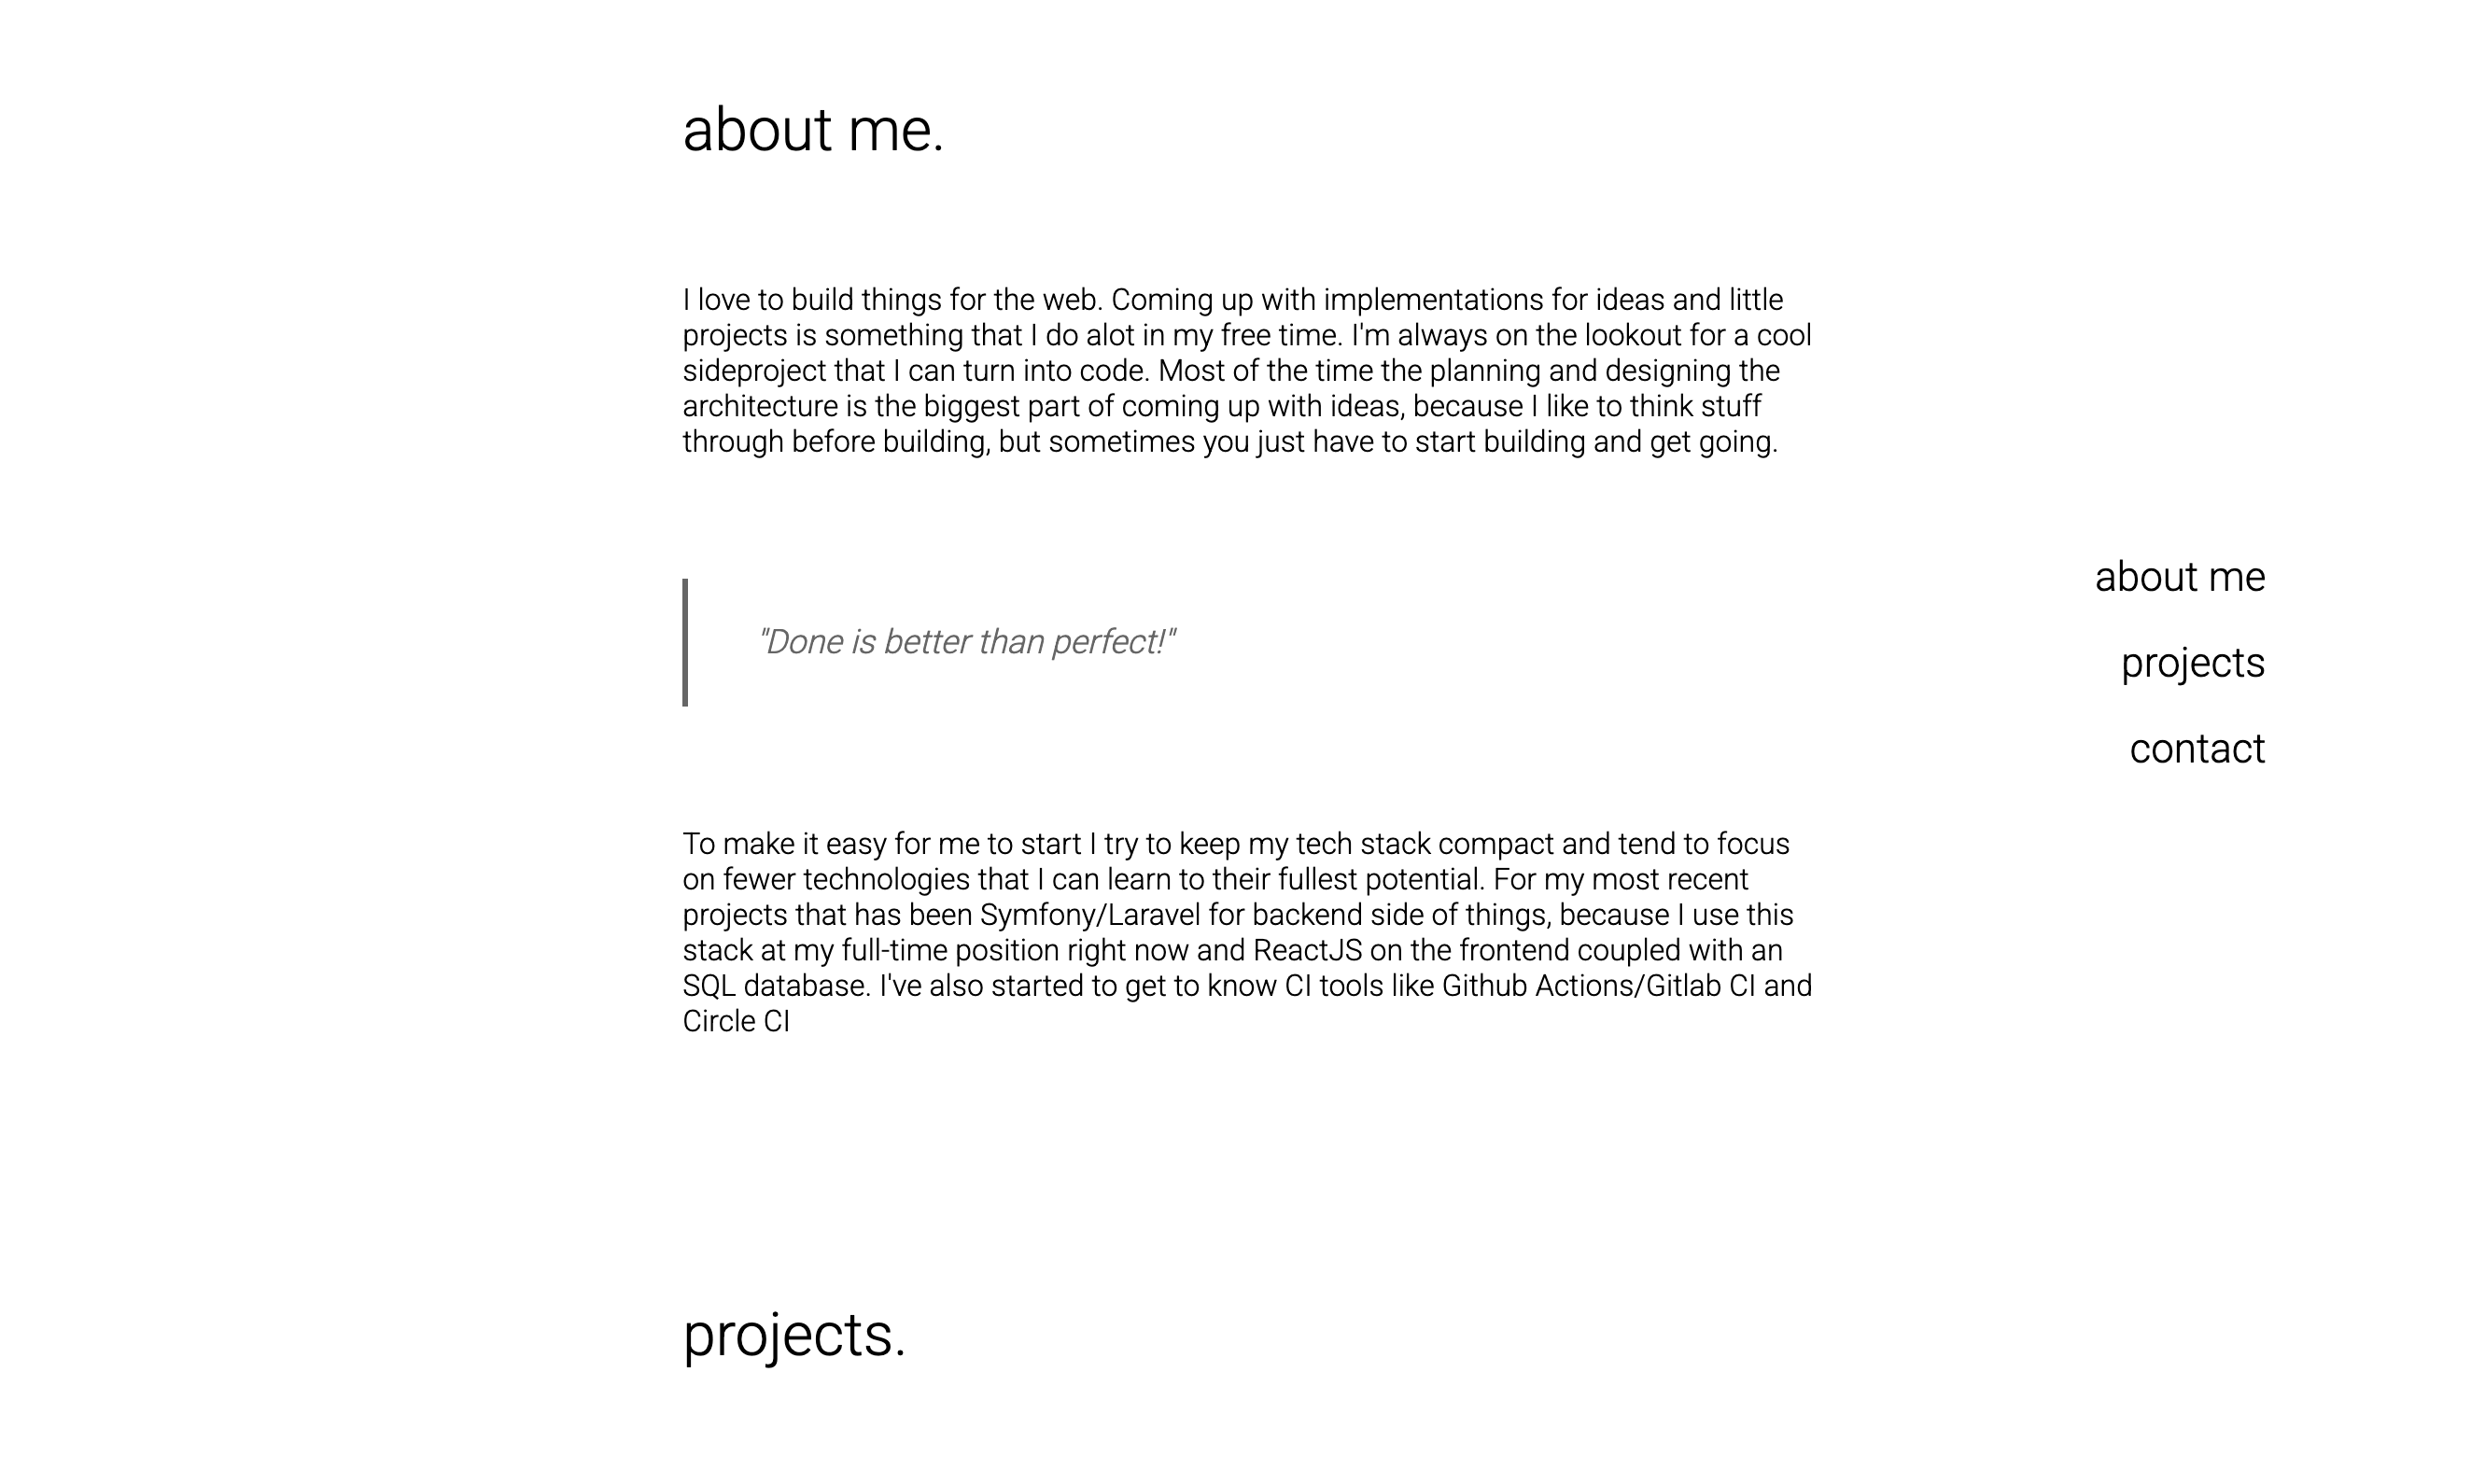 about me.
I love to build things for the web. Coming up with implementations for ideas and little
projects is something that I do alot in my free time. I'm always on the lookout for a cool
sideproject that I can turn into code. Most of the time the planning and designing the
architecture is the biggest part of coming up with ideas, because I like to think stuff
through before building, but sometimes you just have to start building and get going.
"Done is better than perfect!"
To make it easy for me to start I try to keep my tech stack compact and tend to focus
on fewer technologies that I can learn to their fullest potential. For my most recent
projects that has been Symfony/Laravel for backend side of things, because I use this
stack at my full-time position right now and ReactJS on the frontend coupled with an
SQL database. I've also started to get to know CI tools like Github Actions/Gitlab CI and
Circle CI
projects.
about me
projects
contact